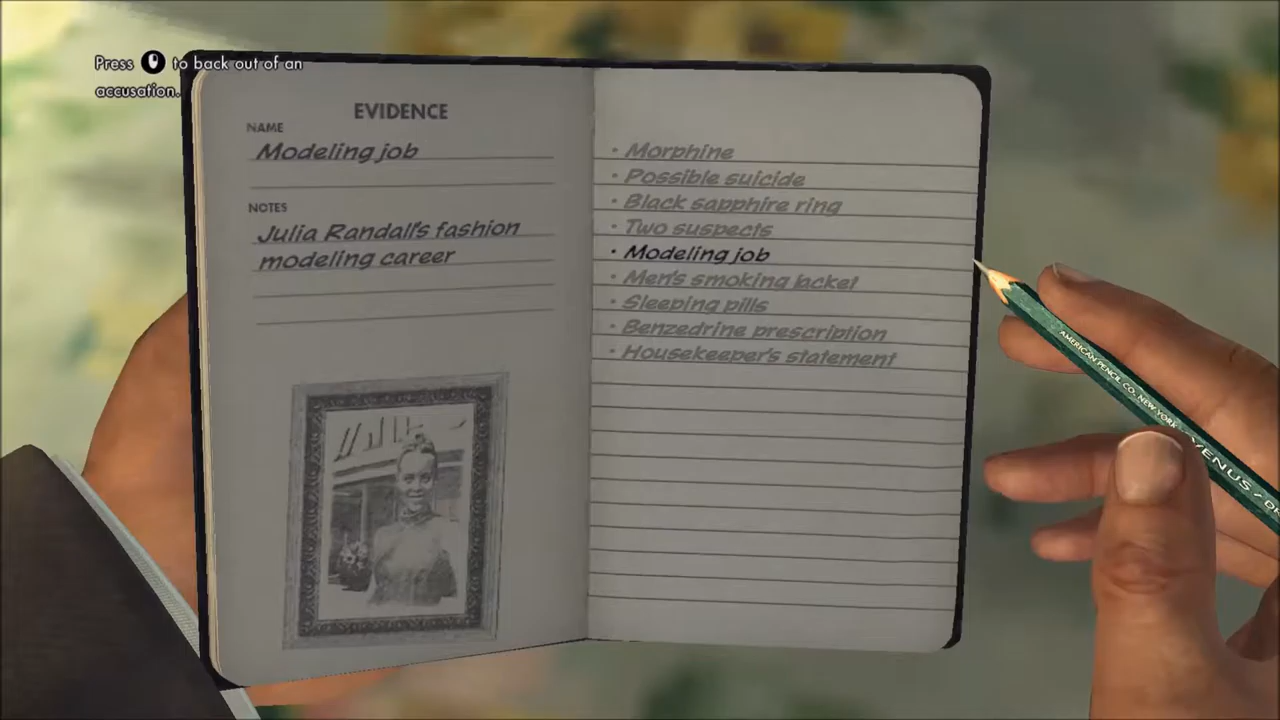 Press to back out of an
accusation.
EVIDENCE
NAME
Modeling job
NOTES
Julia Randall's fashion
modeling career
• Morphine
• Possible suicide
• Black sapphire ring
• Two suspects
• Modeling job
• Men's smoking jacket
• Sleeping pills
• Benzedrine prescription
• Housekeeper's statement
AMERICAN PENCIL CO. NEW YORK VENUS